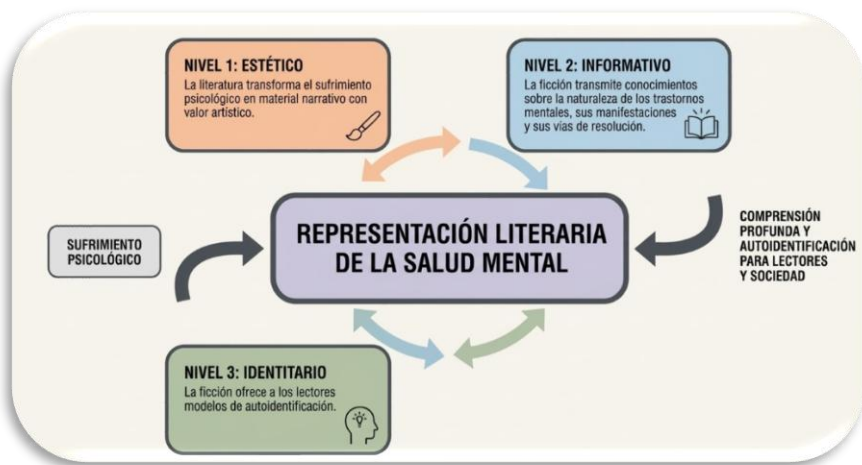 NIVEL 1: ESTÉTICO
La literatura transforma el sufrimiento
psicológico en material narrativo con
valor artístico.
NIVEL 2: INFORMATIVO
La ficción transmite conocimientos
sobre la naturaleza de los trastornos
mentales, sus manifestaciones
y sus vías de resolución.
SUFRIMIENTO
PSICOLÓGICO
REPRESENTACIÓN LITERARIA
DE LA SALUD MENTAL
COMPRENSIÓN
PROFUNDA Y
AUTOIDENTIFICACIÓN
PARA LECTORES
Y SOCIEDAD
NIVEL 3: IDENTITARIO
La ficción ofrece a los lectores
modelos de autoidentificación.